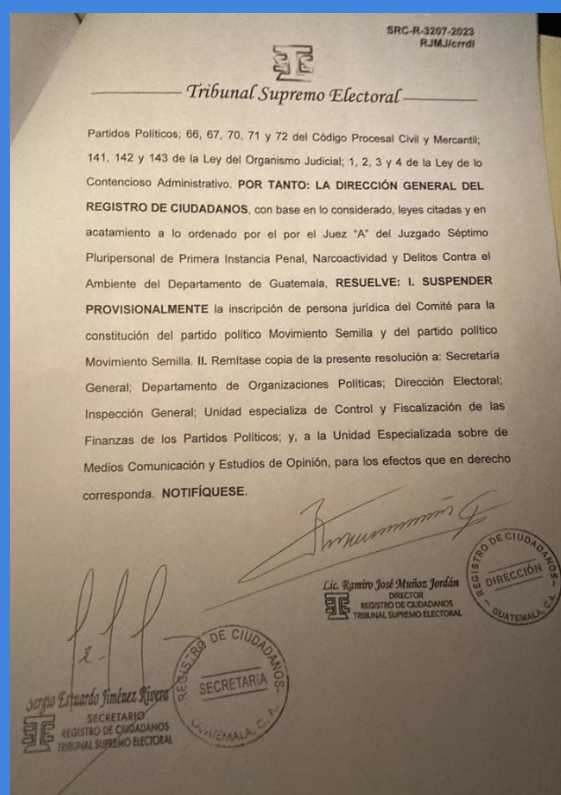 SRC-R-3207-2023
RJMJ/crrdl
Tribunal Supremo Electoral
Partidos Políticos; 66, 67, 70, 71 y 72 del Código Procesal Civil y Mercantil;
141, 142 y 143 de la Ley del Organismo Judicial; 1, 2, 3 y 4 de la Ley de lo
Contencioso Administrativo. POR TANTO: LA DIRECCIÓN GENERAL DEL
REGISTRO DE CIUDADANOS, con base en lo considerado, leyes citadas y en
acatamiento a lo ordenado por el por el Juez “A” del Juzgado Séptimo
Pluripersonal de Primera Instancia Penal, Narcoactividad y Delitos Contra el
Ambiente del Departamento de Guatemala, RESUELVE: I. SUSPENDER
PROVISIONALMENTE la inscripción de persona jurídica del Comité para la
constitución del partido político Movimiento Semilla y del partido político
Movimiento Semilla. II. Remítase copia de la presente resolución a: Secretaría
General; Departamento de Organizaciones Políticas; Dirección Electoral;
Inspección General; Unidad especializa de Control y Fiscalización de las
Finanzas de los Partidos Políticos; y, a la Unidad Especializada sobre de
Medios Comunicación y Estudios de Opinión, para los efectos que en derecho
corresponda. NOTIFÍQUESE.
Lic. Ramiro José Muñoz Jordán
DIRECTOR
REGISTRO DE CIUDADANOS
TRIBUNAL SUPREMO ELECTORAL
REGISTRO DE CIUDADANOS
DIRECCIÓN
GUATEMALA, C.A.
Sergio Estuardo Jiménez Rivera
SECRETARIO
REGISTRO DE CIUDADANOS
TRIBUNAL SUPREMO ELECTORAL
REGISTRO DE CIUDADANOS
SECRETARIA
GUATEMALA, C. A.